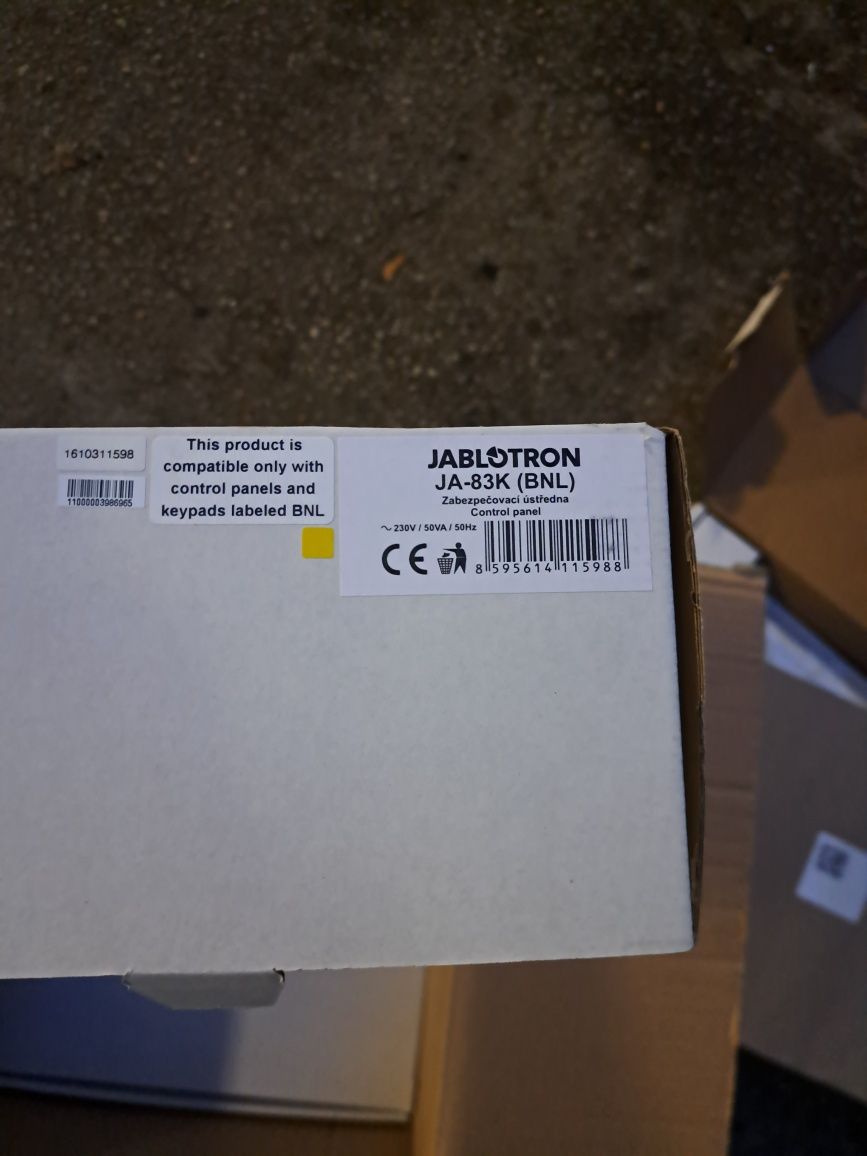 1610311598
11000003986965
This product is
compatible only with
control panels and
keypads labeled BNL
JABLOTRON
JA-83K (BNL)
Zabezpečovací ústředna
Control panel
~ 230V / 50VA / 50Hz
CE
8 595614 115988